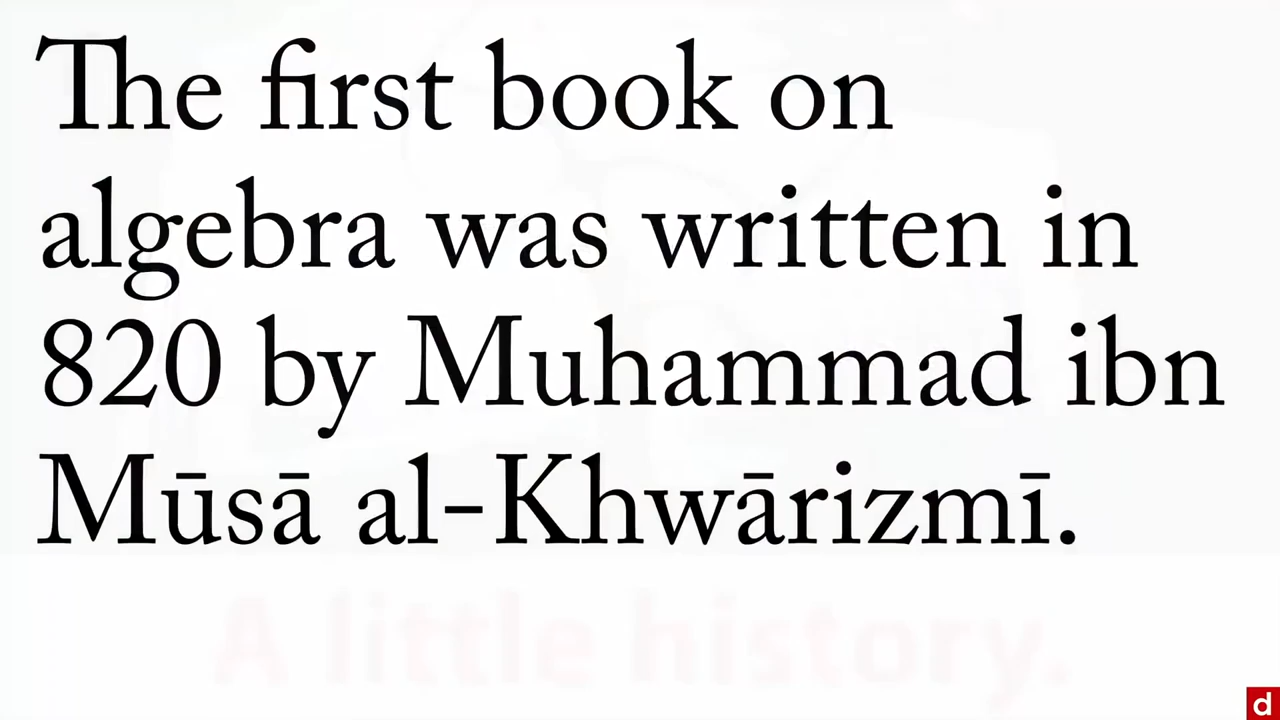 The first book on
algebra was written in
820 by Muhammad ibn
Mūsā al-Khwārizmī.
A little history.
d